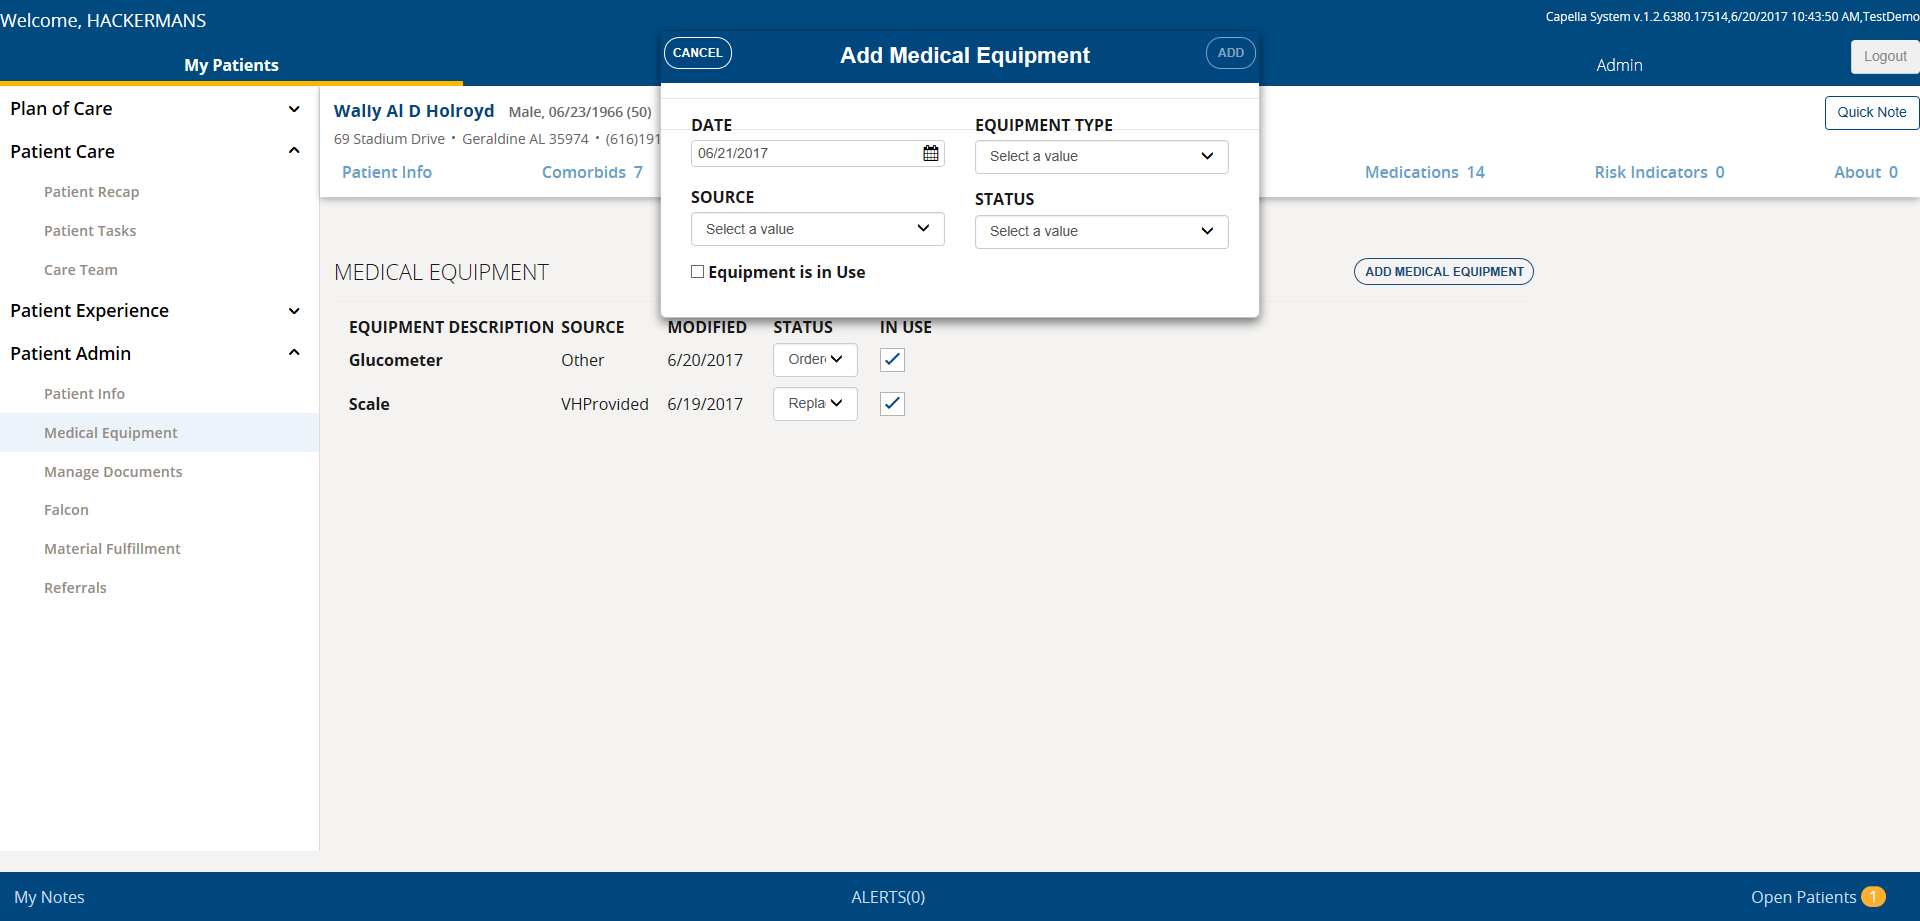 Welcome, HACKERMANS
Capella System v.1.2.6380.17514,6/20/2017 10:43:50 AM,TestDemo
My Patients
Admin
Logout
CANCEL
Add Medical Equipment
ADD
DATE
06/21/2017
EQUIPMENT TYPE
Select a value
SOURCE
Select a value
STATUS
Select a value
Equipment is in Use
Plan of Care
Patient Care
Patient Recap
Patient Tasks
Care Team
Patient Experience
Patient Admin
Patient Info
Medical Equipment
Manage Documents
Falcon
Material Fulfillment
Referrals
Wally Al D Holroyd Male, 06/23/1966 (50)
69 Stadium Drive • Geraldine AL 35974 • (616)191
Quick Note
Patient Info Comorbids 7 Medications 14 Risk Indicators 0 About 0
MEDICAL EQUIPMENT
ADD MEDICAL EQUIPMENT
EQUIPMENT DESCRIPTION SOURCE MODIFIED STATUS IN USE
Glucometer Other 6/20/2017 Order
Scale VHProvided 6/19/2017 Repla
My Notes ALERTS(0) Open Patients 1